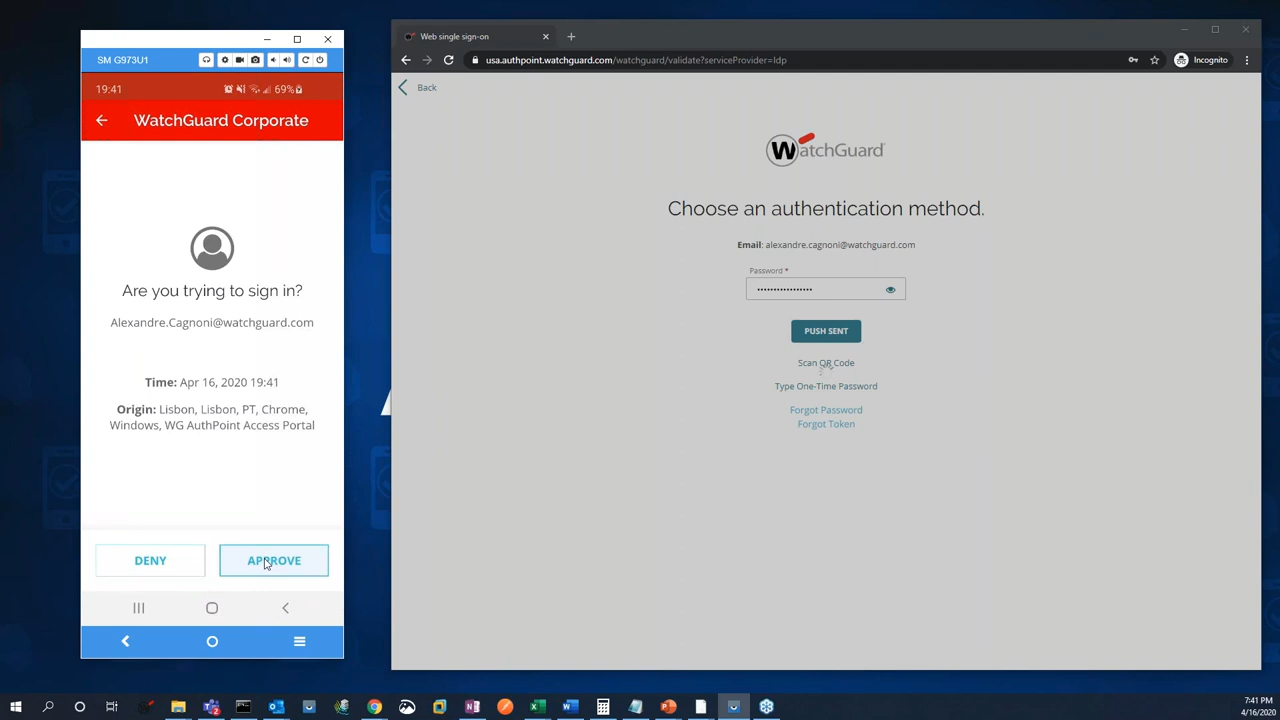 SM G973U1
19:41
69%
WatchGuard Corporate
Are you trying to sign in?
Alexandre.Cagnoni@watchguard.com
Time: Apr 16, 2020 19:41
Origin: Lisbon, Lisbon, PT, Chrome,
Windows, WG AuthPoint Access Portal
DENY
APPROVE
Web single sign-on
usa.authpoint.watchguard.com/watchguard/validate?serviceProvider=Idp
Incognito
Back
WatchGuard
Choose an authentication method.
Email: alexandre.cagnoni@watchguard.com
Password *
PUSH SENT
Scan QR Code
Type One-Time Password
Forgot Password
Forgot Token
7:41 PM
4/16/2020